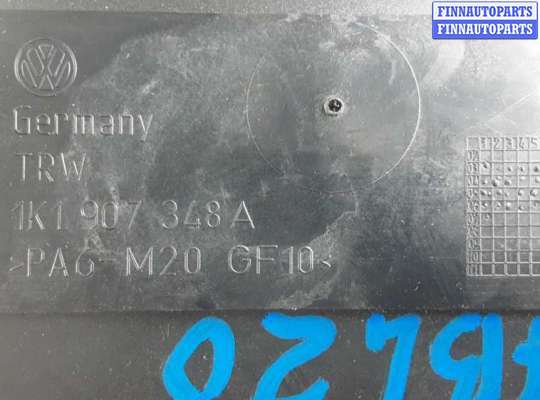 FINNAUTOPARTS
FINNAUTOPARTS
Germany
TRW
1K1 907 348 A
>PA6-M20 GF10<